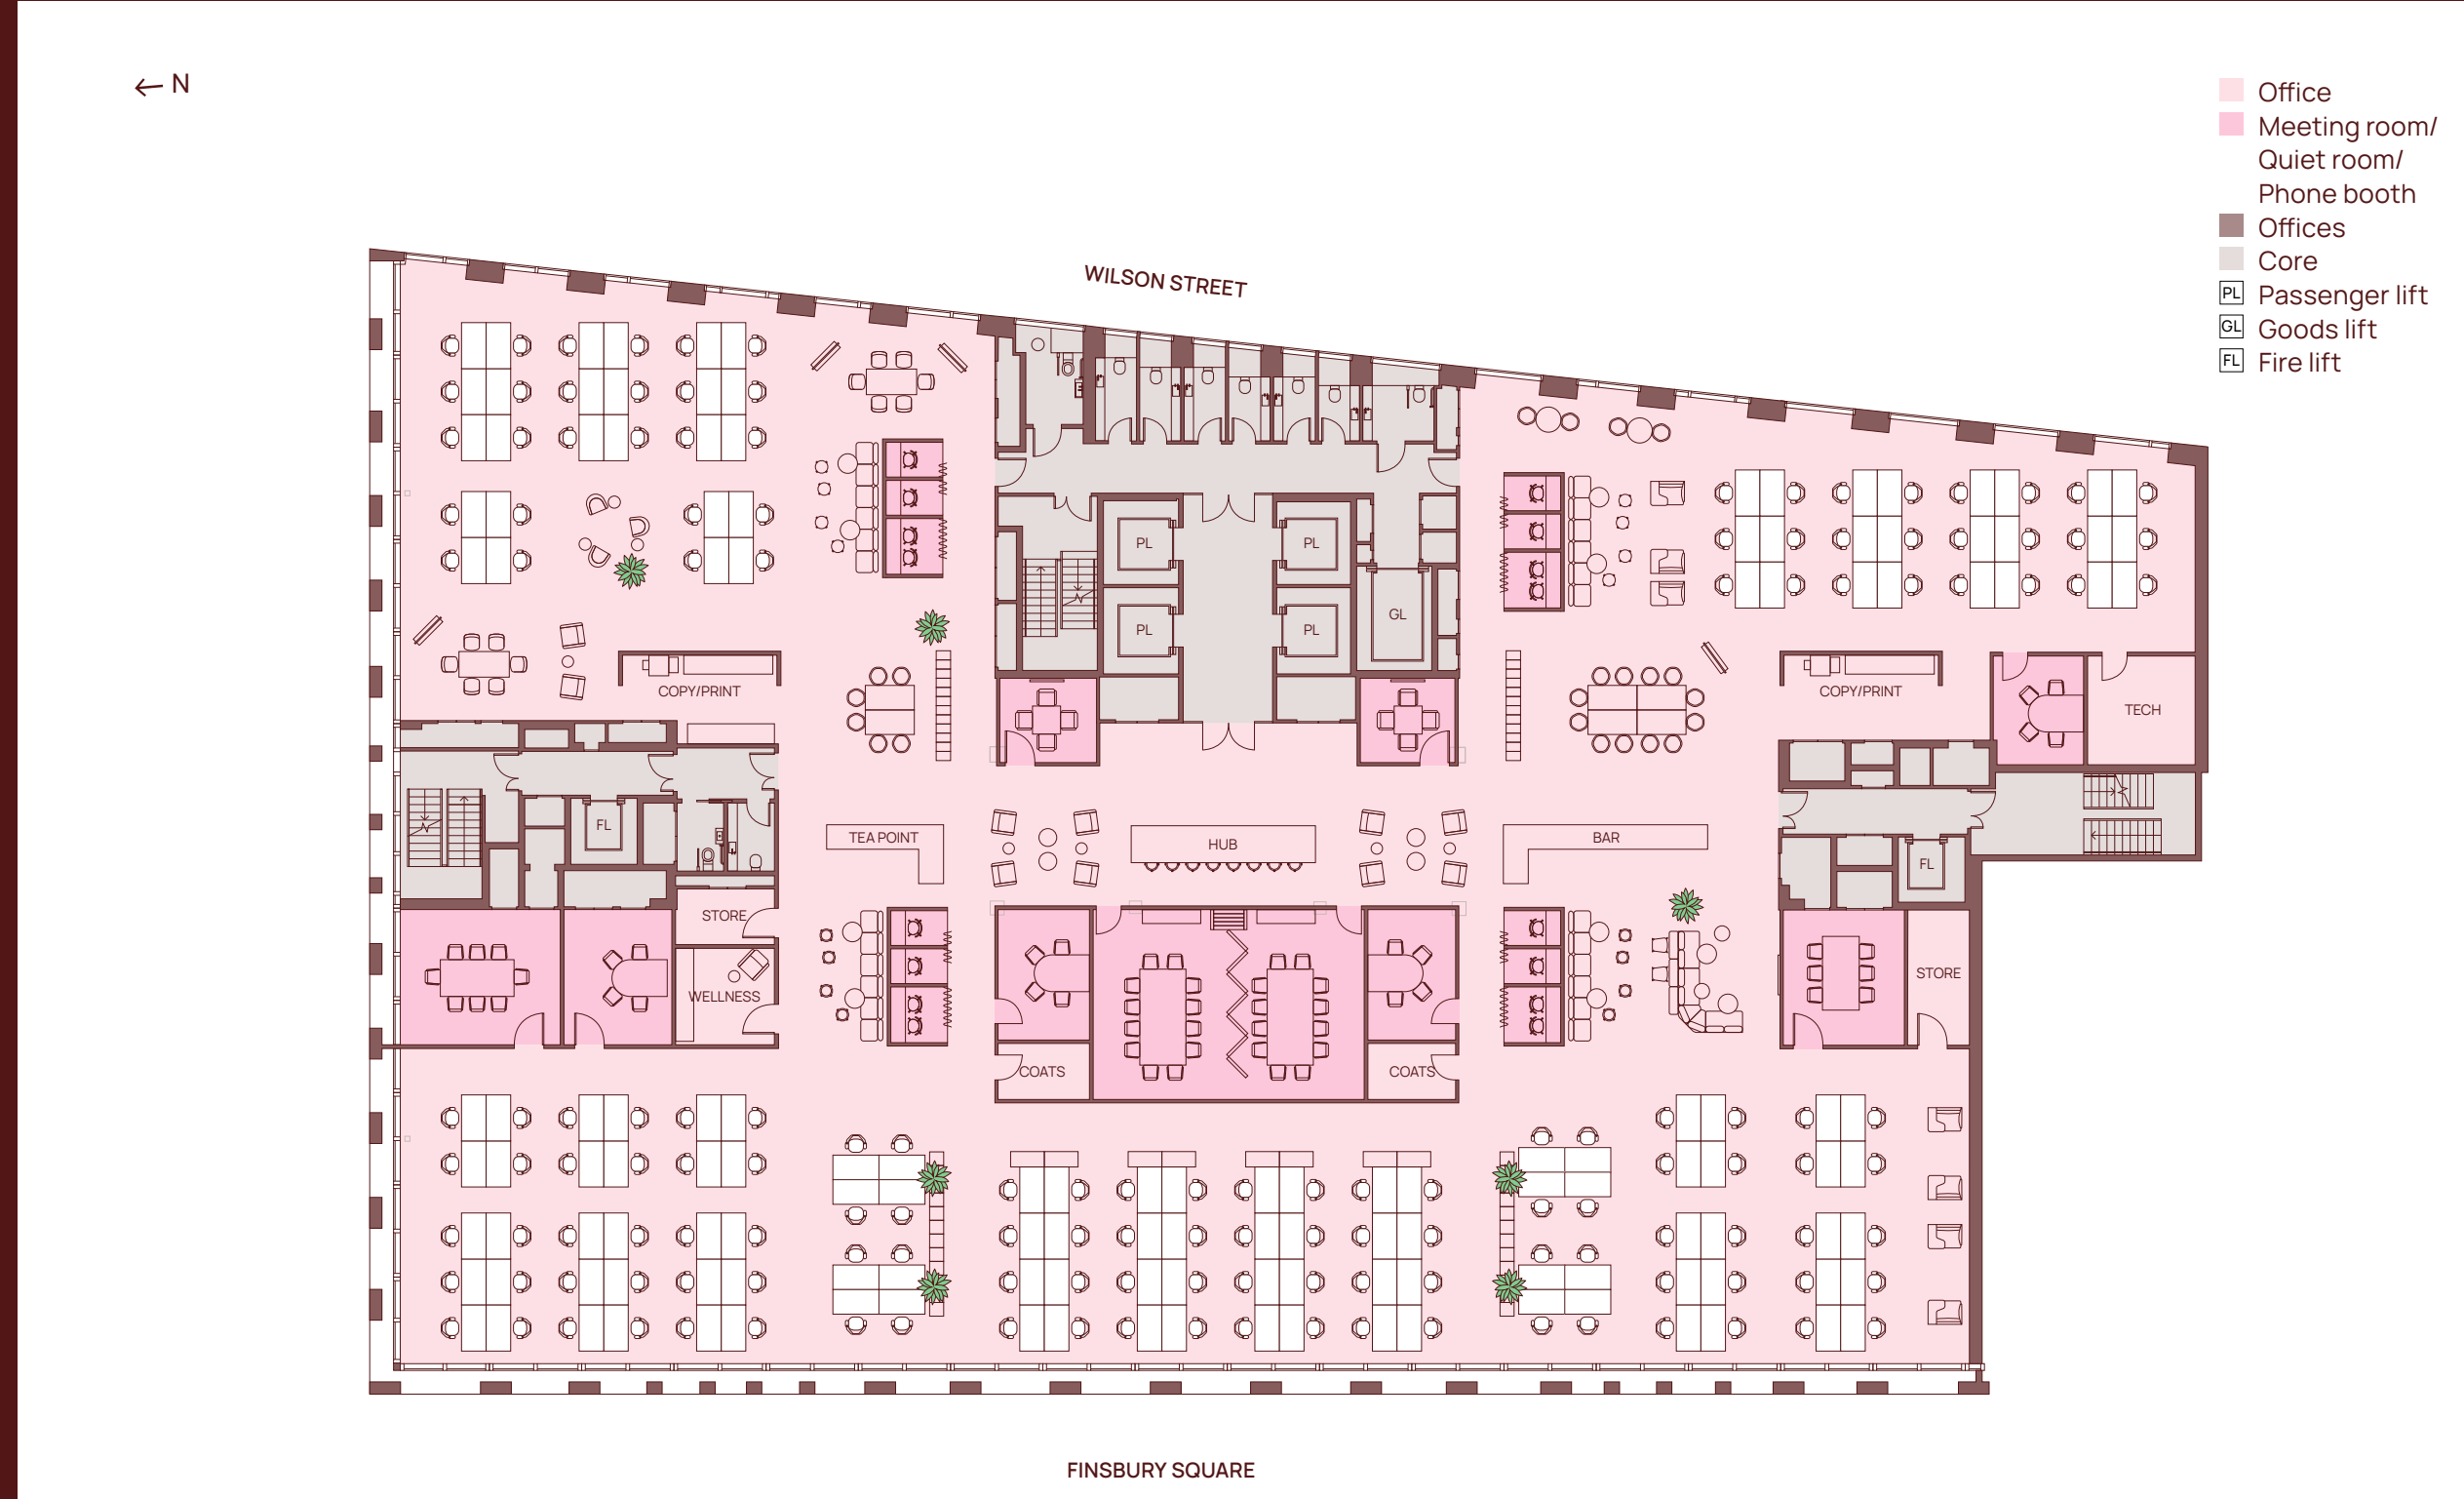 ← N
Office
Meeting room/
Quiet room/
Phone booth
Offices
Core
PL Passenger lift
GL Goods lift
FL Fire lift
WILSON STREET
PL
PL
GL
PL
PL
COPY/PRINT
COPY/PRINT
TECH
FL
TEA POINT
HUB
BAR
FL
STORE
STORE
WELLNESS
COATS
COATS
FINSBURY SQUARE